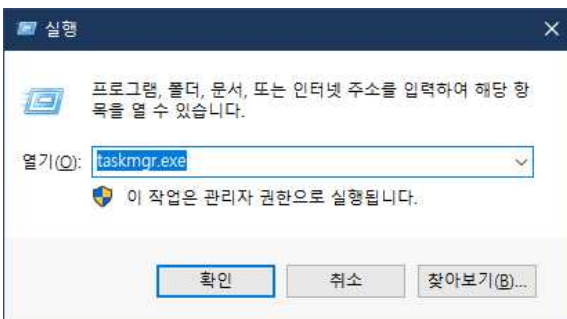 실행
프로그램, 폴더, 문서, 또는 인터넷 주소를 입력하여 해당 항
목을 열 수 있습니다.
열기(O): taskmgr.exe
이 작업은 관리자 권한으로 실행됩니다.
확인 취소 찾아보기(B)...